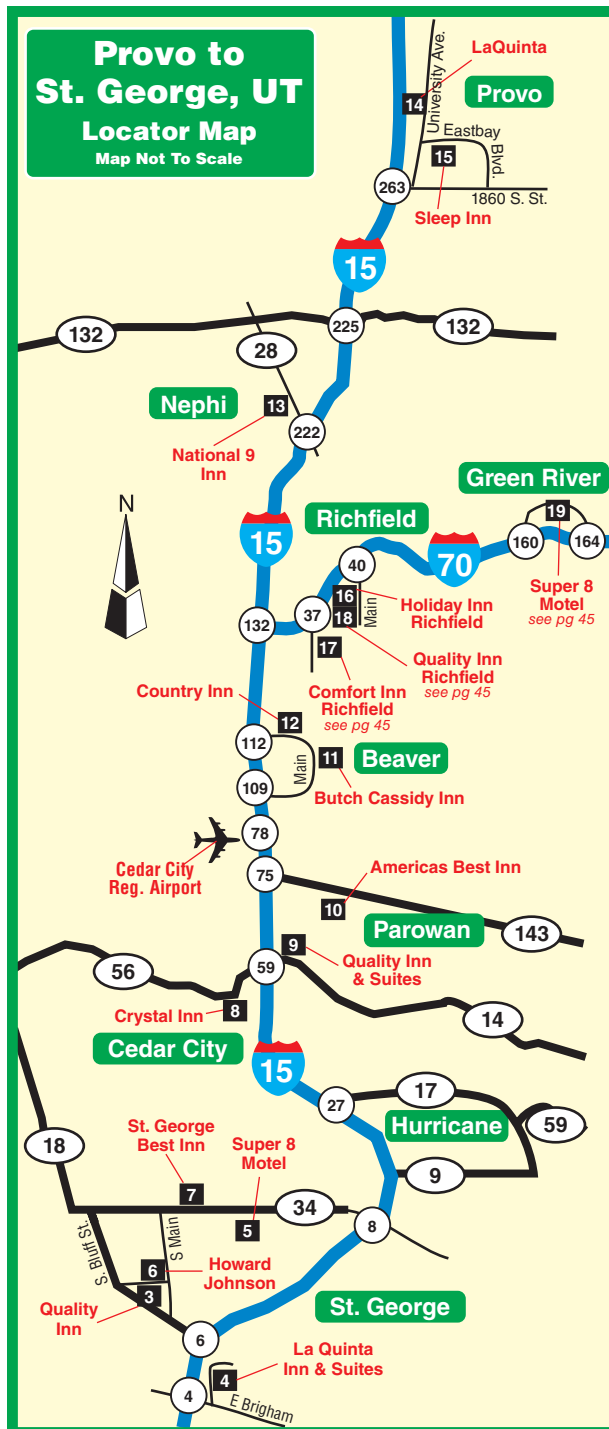 Provo to
St. George, UT
Locator Map
Map Not To Scale
LaQuinta
Provo
14
University Ave.
Eastbay
Blvd.
15
263
1860 S. St.
Sleep Inn
15
132
225
132
28
Nephi
13
222
National 9
Inn
Green River
19
160
164
Super 8
Motel
see pg 45
N
15
Richfield
70
40
16
Holiday Inn
Richfield
Main
132
37
18
17
Quality Inn
Richfield
see pg 45
Comfort Inn
Richfield
see pg 45
Country Inn
12
112
11
Beaver
Main
109
Butch Cassidy Inn
78
Cedar City
Reg. Airport
75
Americas Best Inn
10
Parowan
143
9
56
59
Quality Inn
& Suites
Crystal Inn
8
14
Cedar City
15
27
17
Hurricane
59
18
St. George
Best Inn
Super 8
Motel
9
7
34
5
8
S. Bluff St.
S Main
6
Howard
Johnson
3
Quality
Inn
St. George
6
La Quinta
Inn & Suites
4
4
E Brigham